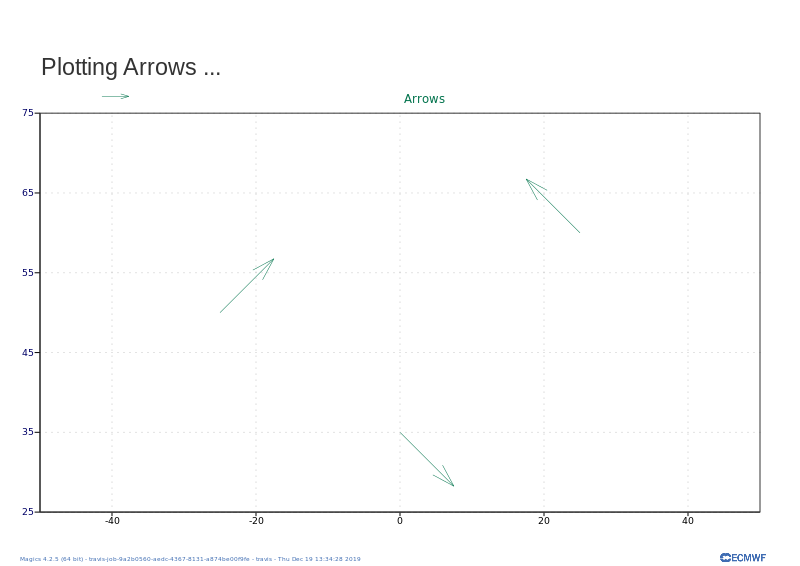 Plotting Arrows ...
Arrows
75
65
55
45
35
25
-40 -20 0 20 40
Magics 4.2.5 (64 bit) - travis-job-9a2b0560-aedc-4367-8131-a874be00f9fe - travis - Thu Dec 19 13:34:28 2019
ECMWF